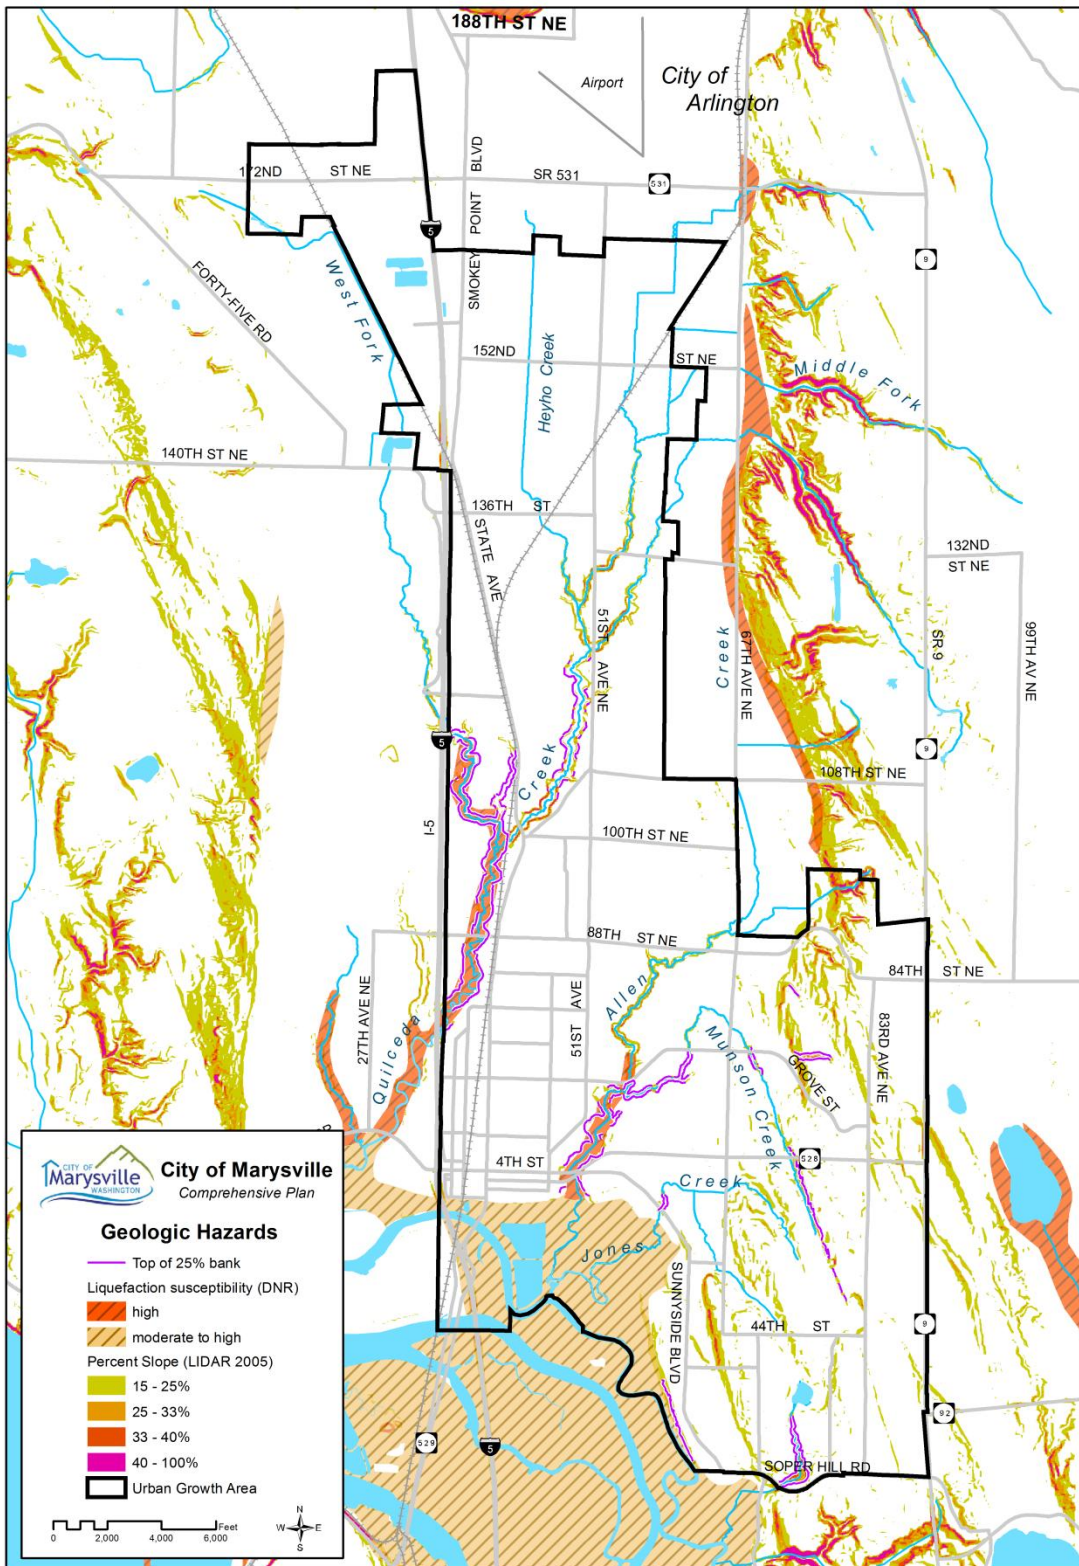 188TH ST NE
Airport
City of
Arlington
172ND
ST NE
SMOKEY POINT BLVD
SR 531
531
5
9
West Fork
FORTY-FIVE RD
Heyho Creek
152ND
ST NE
Middle Fork
140TH ST NE
136TH ST
STATE AVE
132ND
ST NE
51ST AVE NE
Creek
67TH AVE NE
SR 9
99TH AV NE
5
Creek
9
108TH ST NE
I-5
100TH ST NE
88TH ST NE
84TH ST NE
27TH AVE NE
Quilceda
51ST AVE
Allen
Munson Creek
GROVE ST
83RD AVE NE
4TH ST
528
Creek
Jones
SUNNYSIDE BLVD
44TH ST
9
92
529
5
SOPER HILL RD
CITY OF
Marysville
WASHINGTON
City of Marysville
Comprehensive Plan
Geologic Hazards
Top of 25% bank
Liquefaction susceptibility (DNR)
high
moderate to high
Percent Slope (LIDAR 2005)
15 - 25%
25 - 33%
33 - 40%
40 - 100%
Urban Growth Area
Feet
0 2,000 4,000 6,000
N
W E
S